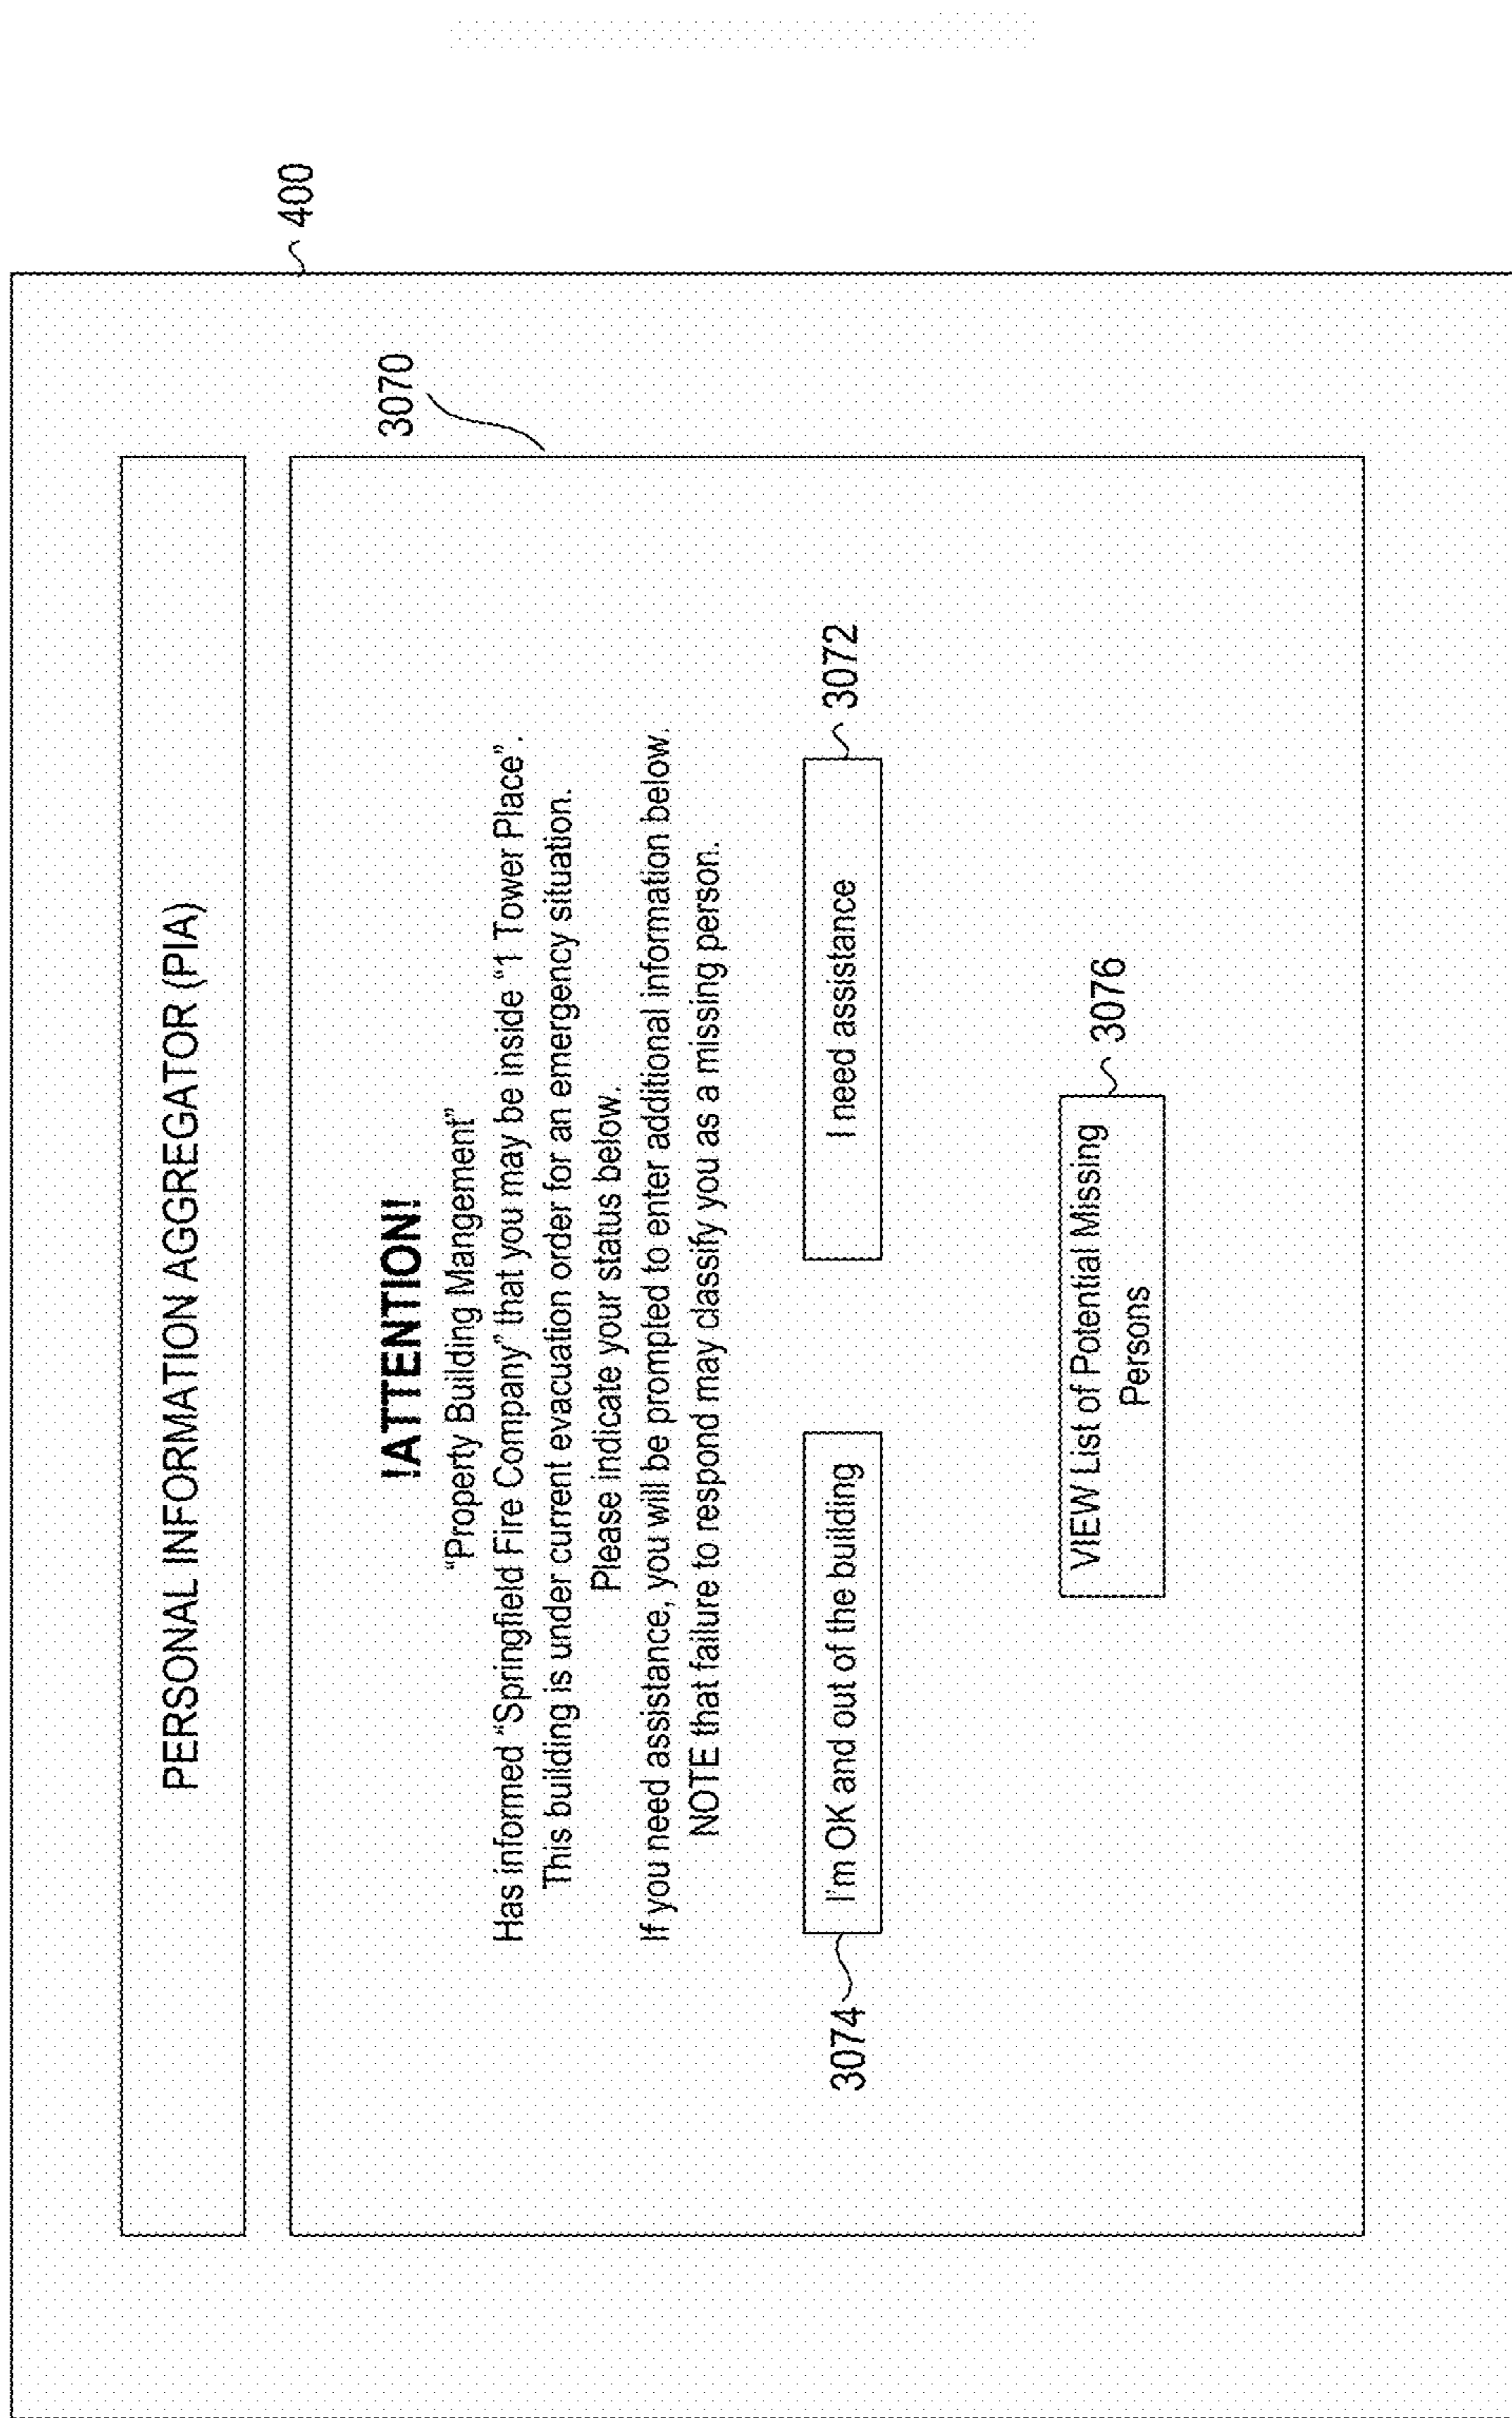 400
PERSONAL INFORMATION AGGREGATOR (PIA)
3070
!ATTENTION!
“Property Building Mangement”
Has informed “Springfield Fire Company” that you may be inside “1 Tower Place”.
This building is under current evacuation order for an emergency situation.
Please indicate your status below.
If you need assistance, you will be prompted to enter additional information below.
NOTE that failure to respond may classify you as a missing person.
3074
I'm OK and out of the building
I need assistance
3072
VIEW List of Potential Missing
Persons
3076